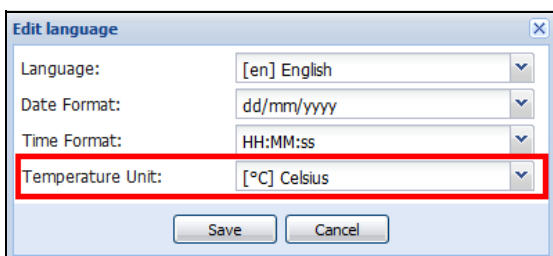 Edit language
Language: [en] English
Date Format: dd/mm/yyyy
Time Format: HH:MM:ss
Temperature Unit: [°C] Celsius
Save Cancel